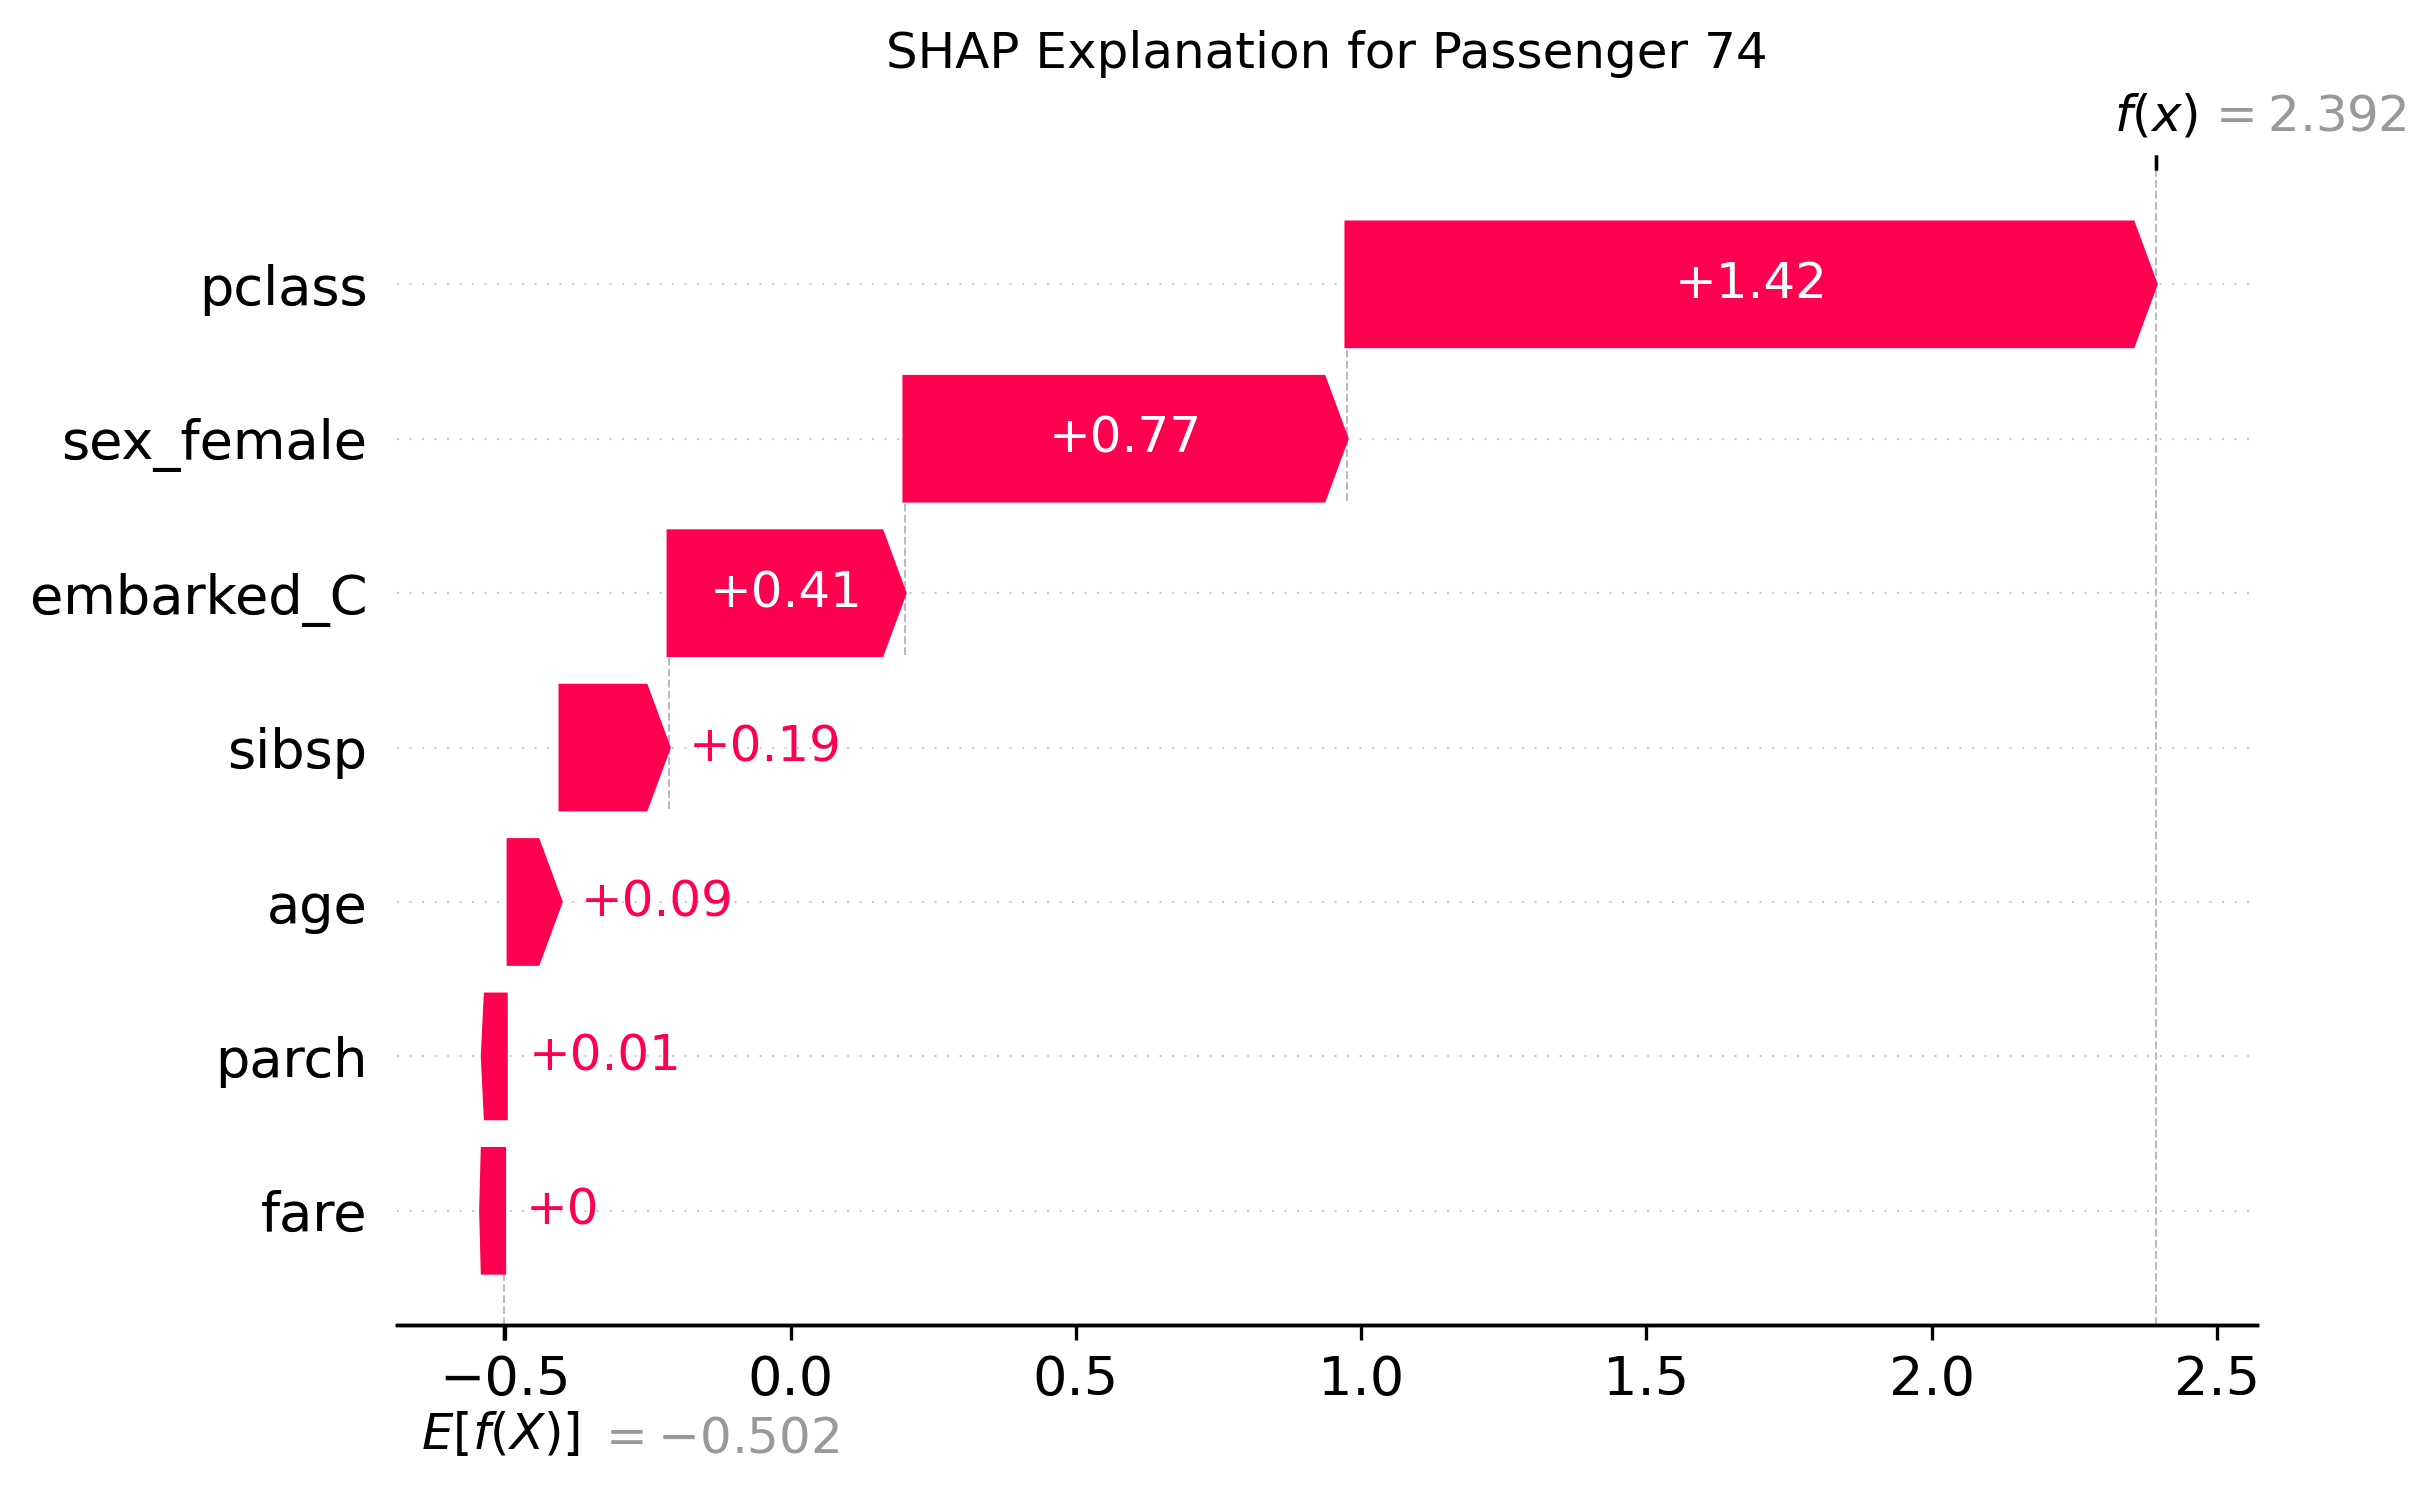 SHAP Explanation for Passenger 74
f(x) = 2.392
pclass +1.42
sex_female +0.77
embarked_C +0.41
sibsp +0.19
age +0.09
parch +0.01
fare +0
−0.5 0.0 0.5 1.0 1.5 2.0 2.5
E[f(X)] = −0.502